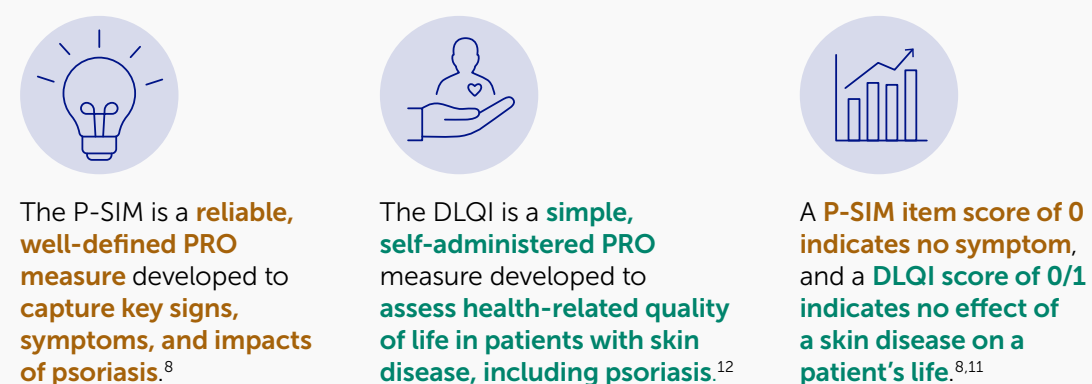 The P-SIM is a reliable,
well-defined PRO
measure developed to
capture key signs,
symptoms, and impacts
of psoriasis.8
The DLQI is a simple,
self-administered PRO
measure developed to
assess health-related quality
of life in patients with skin
disease, including psoriasis.12
A P-SIM item score of 0
indicates no symptom,
and a DLQI score of 0/1
indicates no effect of
a skin disease on a
patient’s life.8,11